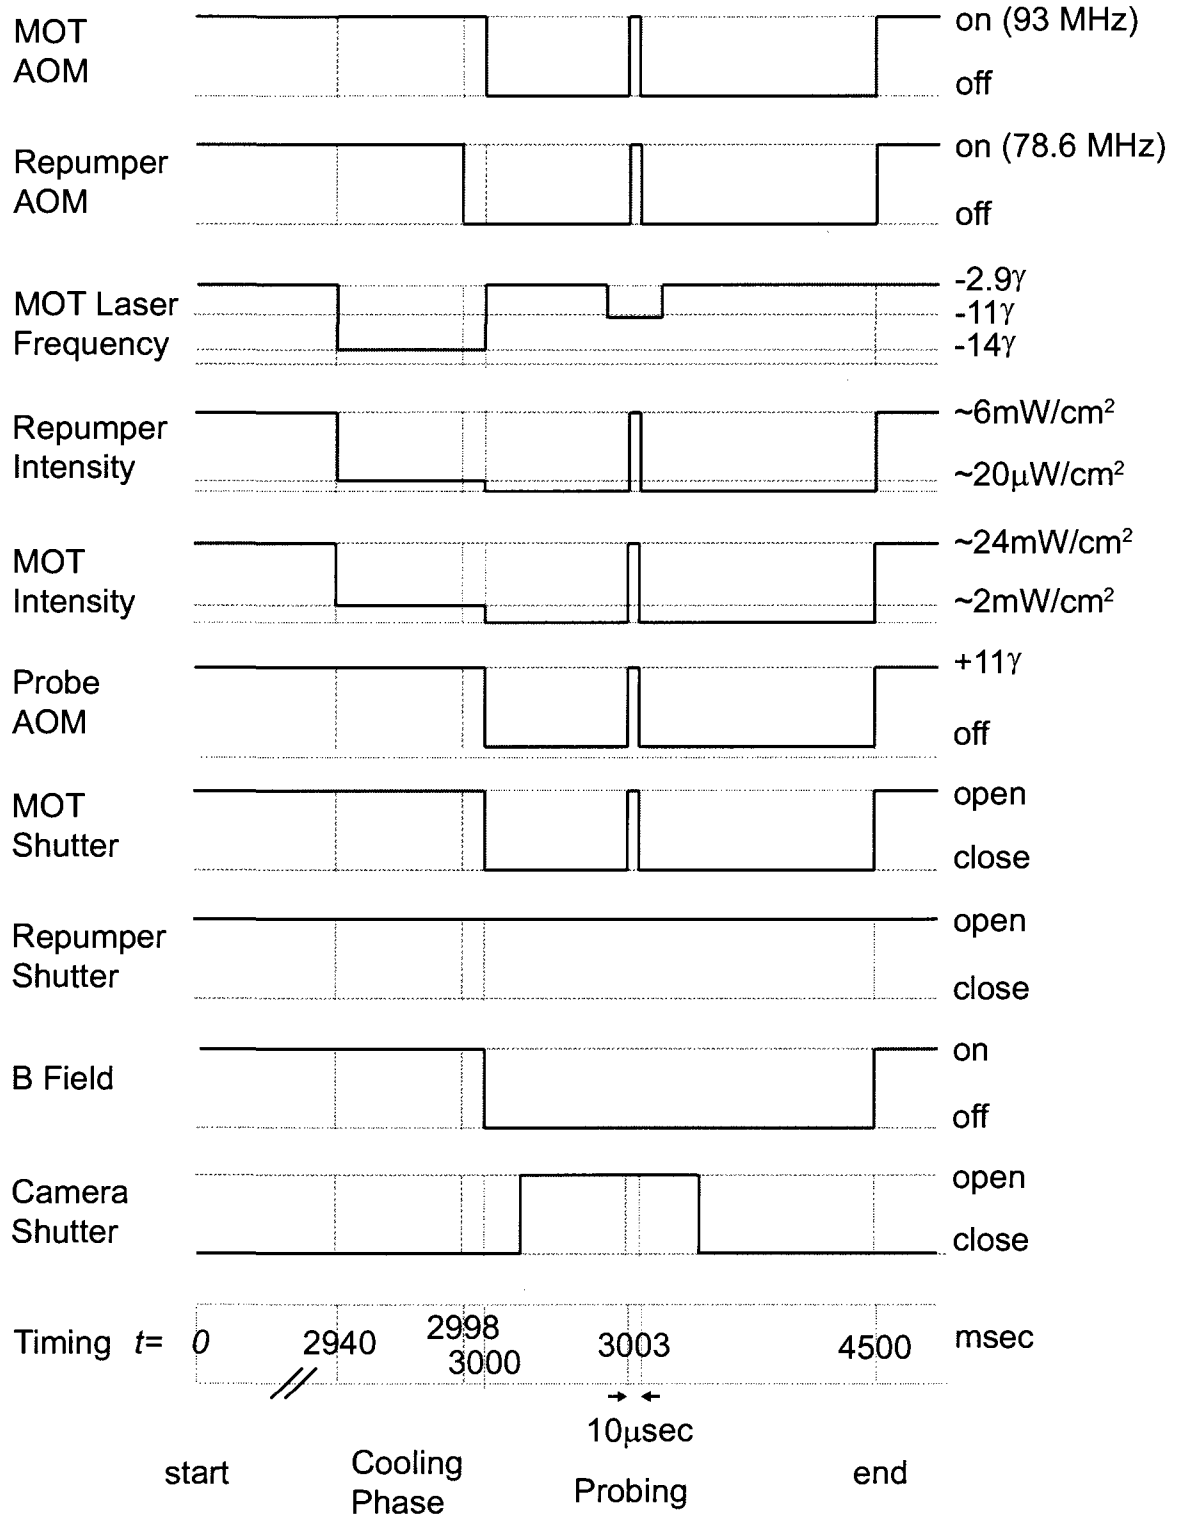 MOT
AOM
on (93 MHz)
off
Repumper
AOM
on (78.6 MHz)
off
MOT Laser
Frequency
-2.9γ
-11γ
-14γ
Repumper
Intensity
~6mW/cm²
~20μW/cm²
MOT
Intensity
~24mW/cm²
~2mW/cm²
Probe
AOM
+11γ
off
MOT
Shutter
open
close
Repumper
Shutter
open
close
B Field
on
off
Camera
Shutter
open
close
Timing t= 0 2940 2998 3000 3003 4500 msec
10μsec
start
Cooling
Phase
Probing
end